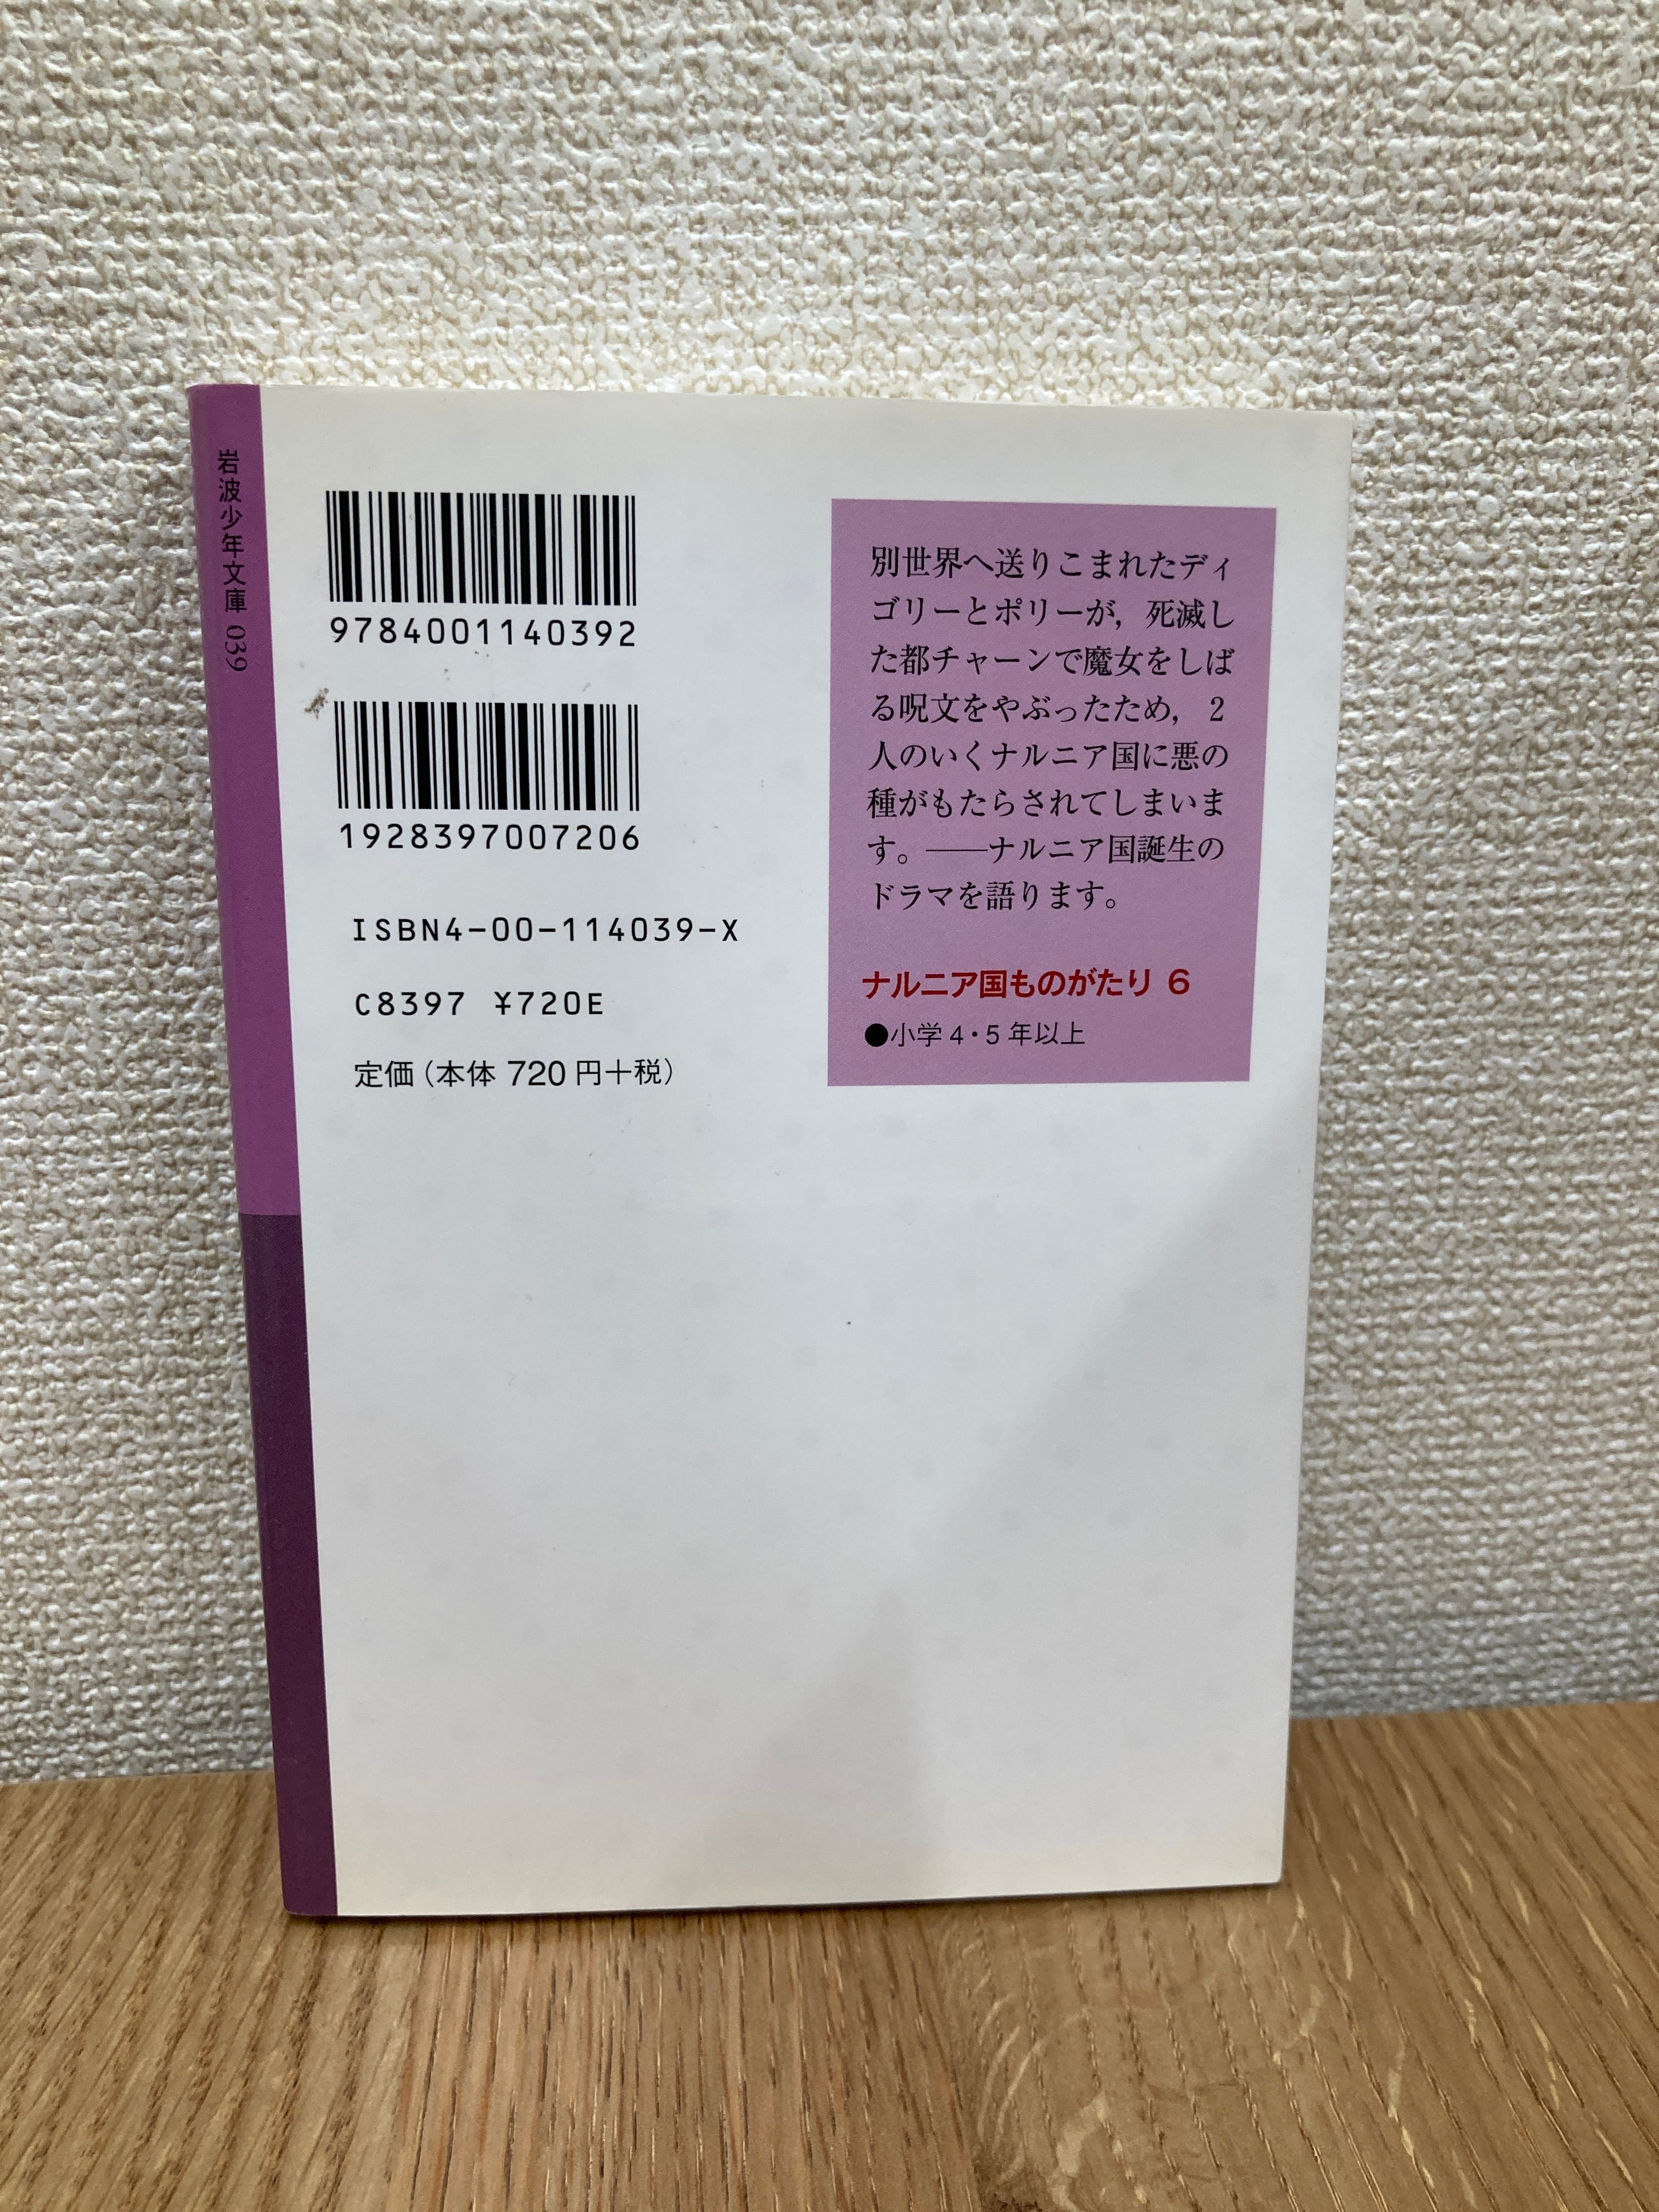 岩波少年文庫 039
9784001140392
1928397007206
ISBN4-00-114039-X
C8397 ¥720E
定価（本体 720 円＋税）
別世界へ送りこまれたディ
ゴリーとポリーが，死滅し
た都チャーンで魔女をしば
る呪文をやぶったため，2
人のいくナルニア国に悪の
種がもたらされてしまいま
す。——ナルニア国誕生の
ドラマを語ります。
ナルニア国ものがたり 6
●小学 4・5 年以上